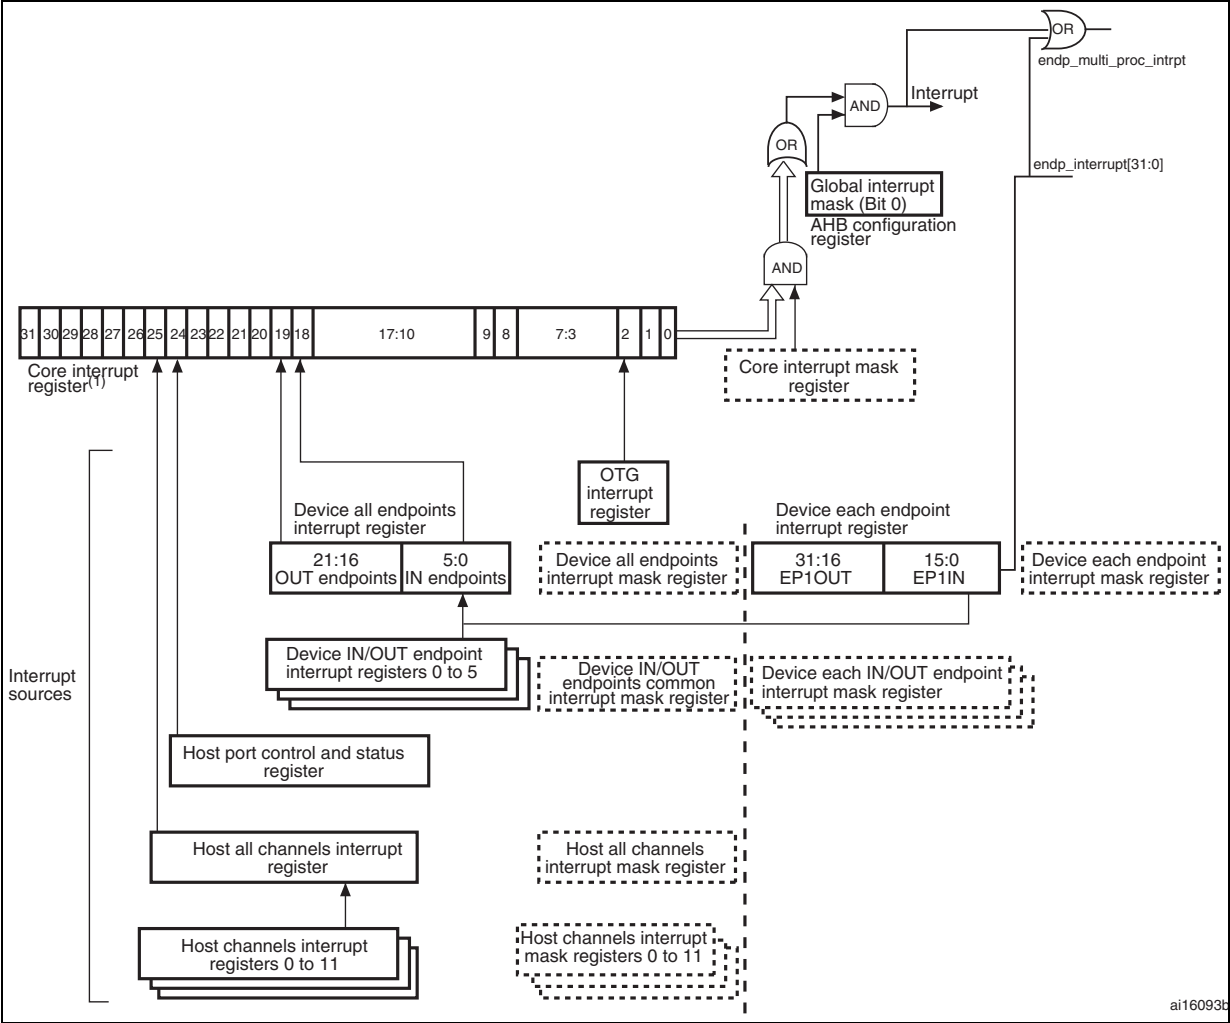 OR
endp_multi_proc_intrpt
Interrupt
AND
OR
endp_interrupt[31:0]
Global interrupt
mask (Bit 0)
AHB configuration
register
AND
31 30 29 28 27 26 25 24 23 22 21 20 19 18 17:10 9 8 7:3 2 1 0
Core interrupt
register(1)
Core interrupt mask
register
OTG
interrupt
register
Device all endpoints
interrupt register
Device each endpoint
interrupt register
21:16
OUT endpoints
5:0
IN endpoints
Device all endpoints
interrupt mask register
31:16
EP1OUT
15:0
EP1IN
Device each endpoint
interrupt mask register
Interrupt
sources
Device IN/OUT endpoint
interrupt registers 0 to 5
Device IN/OUT
endpoints common
interrupt mask register
Device each IN/OUT endpoint
interrupt mask register
Host port control and status
register
Host all channels interrupt
register
Host all channels
interrupt mask register
Host channels interrupt
registers 0 to 11
Host channels interrupt
mask registers 0 to 11
ai16093b